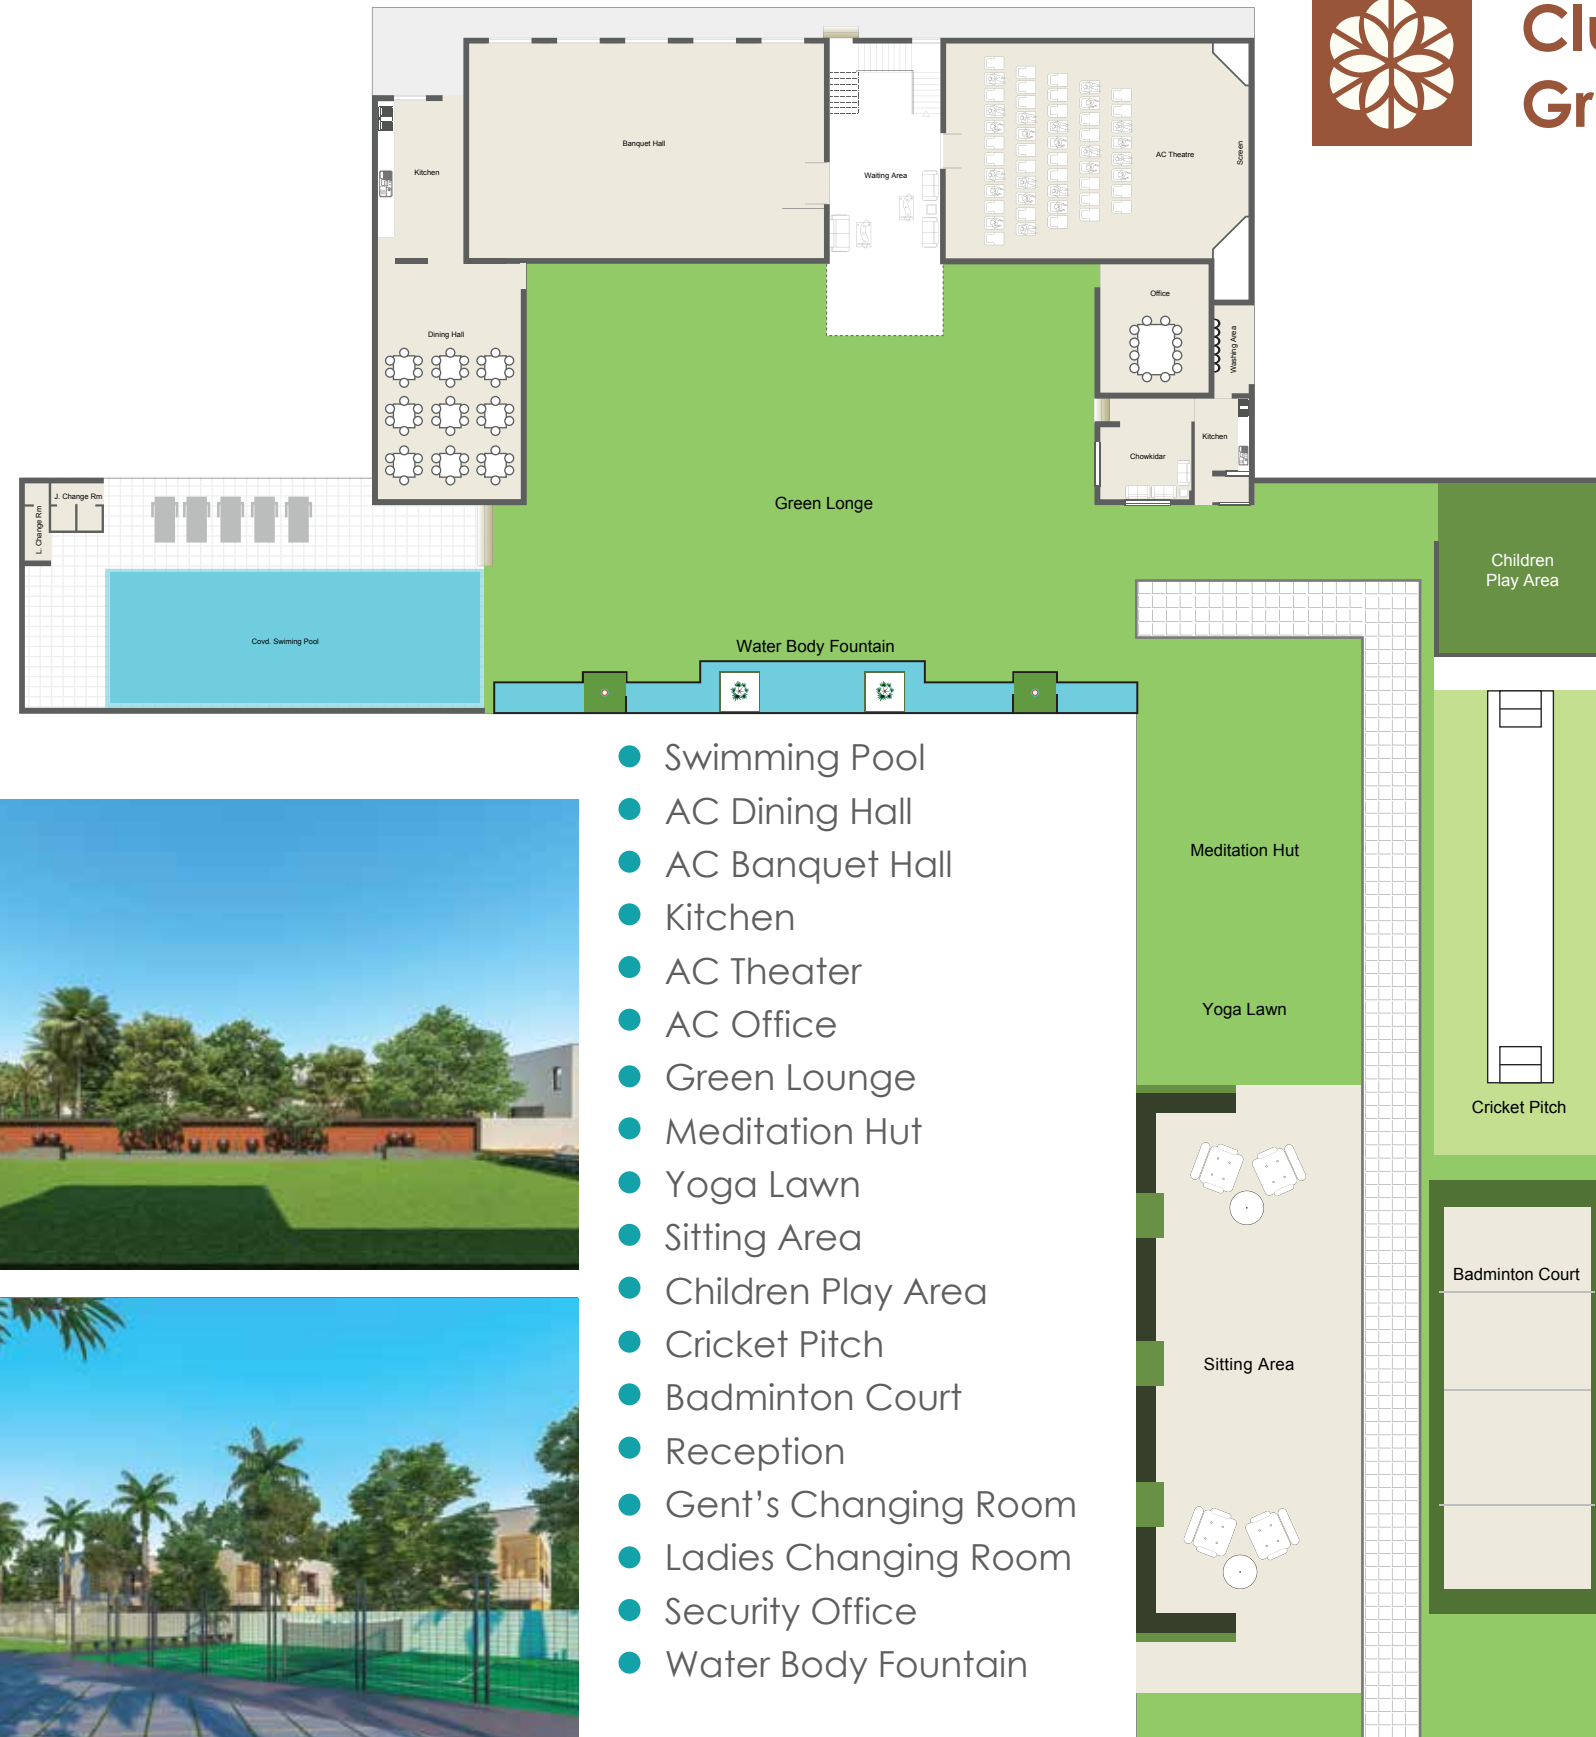 Clu
Gr
Banquet Hall
Kitchen
Waiting Area
AC Theatre
Screen
Office
Washing Area
Dining Hall
Kitchen
Chowkidar
J. Change Rm
L. Change Rm
Green Longe
Children
Play Area
Covd. Swiming Pool
Water Body Fountain
Swimming Pool
AC Dining Hall
AC Banquet Hall
Kitchen
AC Theater
AC Office
Green Lounge
Meditation Hut
Yoga Lawn
Sitting Area
Children Play Area
Cricket Pitch
Badminton Court
Reception
Gent's Changing Room
Ladies Changing Room
Security Office
Water Body Fountain
Meditation Hut
Yoga Lawn
Cricket Pitch
Badminton Court
Sitting Area